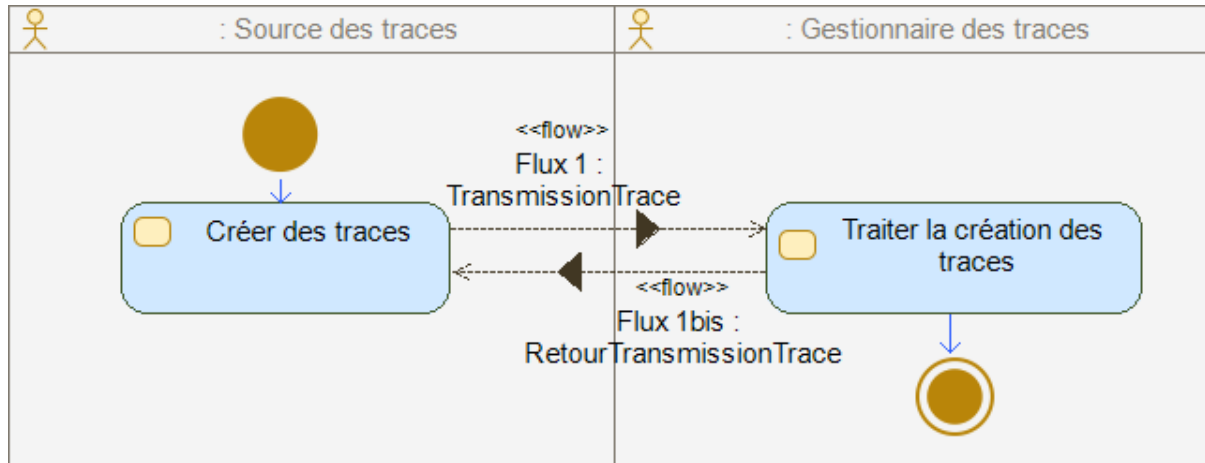 : Source des traces
: Gestionnaire des traces
<<flow>>
Flux 1 :
TransmissionTrace
Créer des traces
Traiter la création des
traces
<<flow>>
Flux 1bis :
RetourTransmissionTrace